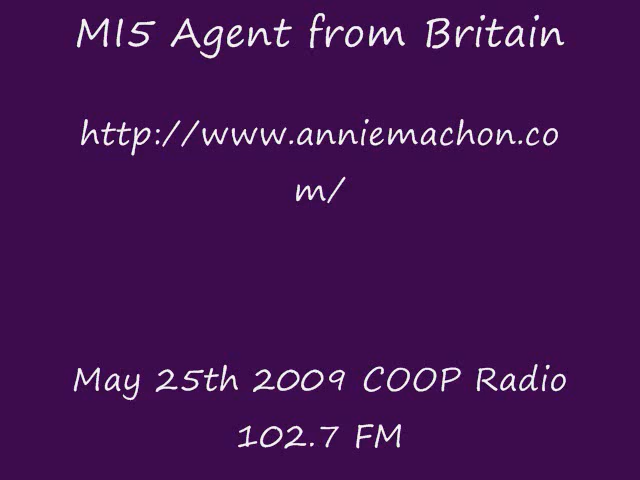 MI5 Agent from Britain
http://www.anniemachon.co
m/
May 25th 2009 COOP Radio
102.7 FM